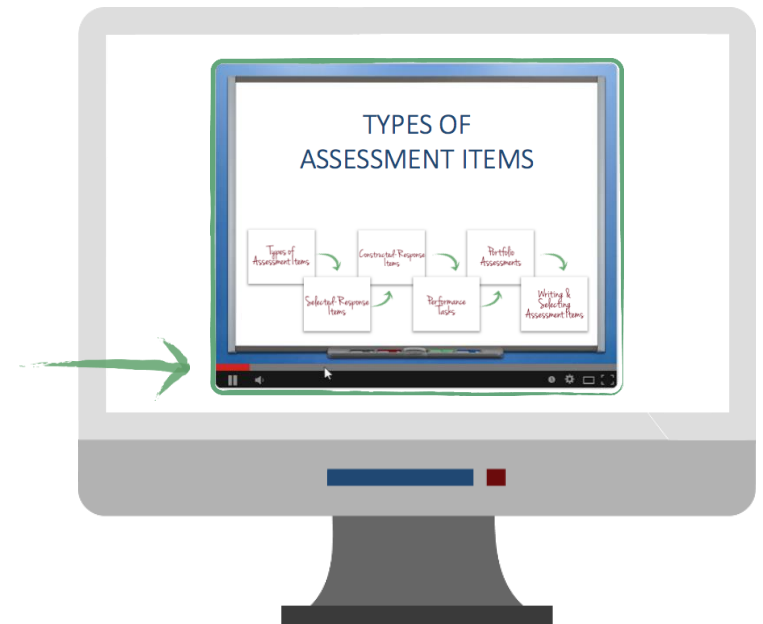 TYPES OF
ASSESSMENT ITEMS
Types of
Assessment Items
Selected-Response
Items
Constructed-Response
Items
Performance
Tasks
Portfolio
Assessments
Writing &
Selecting
Assessment Items